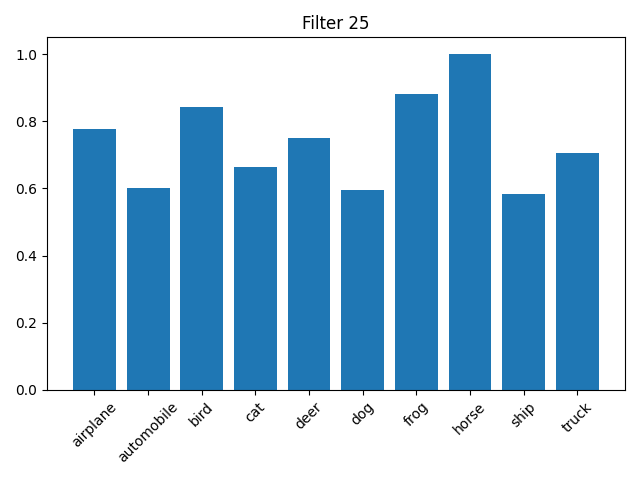 Filter 25
1.0
0.8
0.6
0.4
0.2
0.0
airplane
automobile
bird
cat
deer
dog
frog
horse
ship
truck